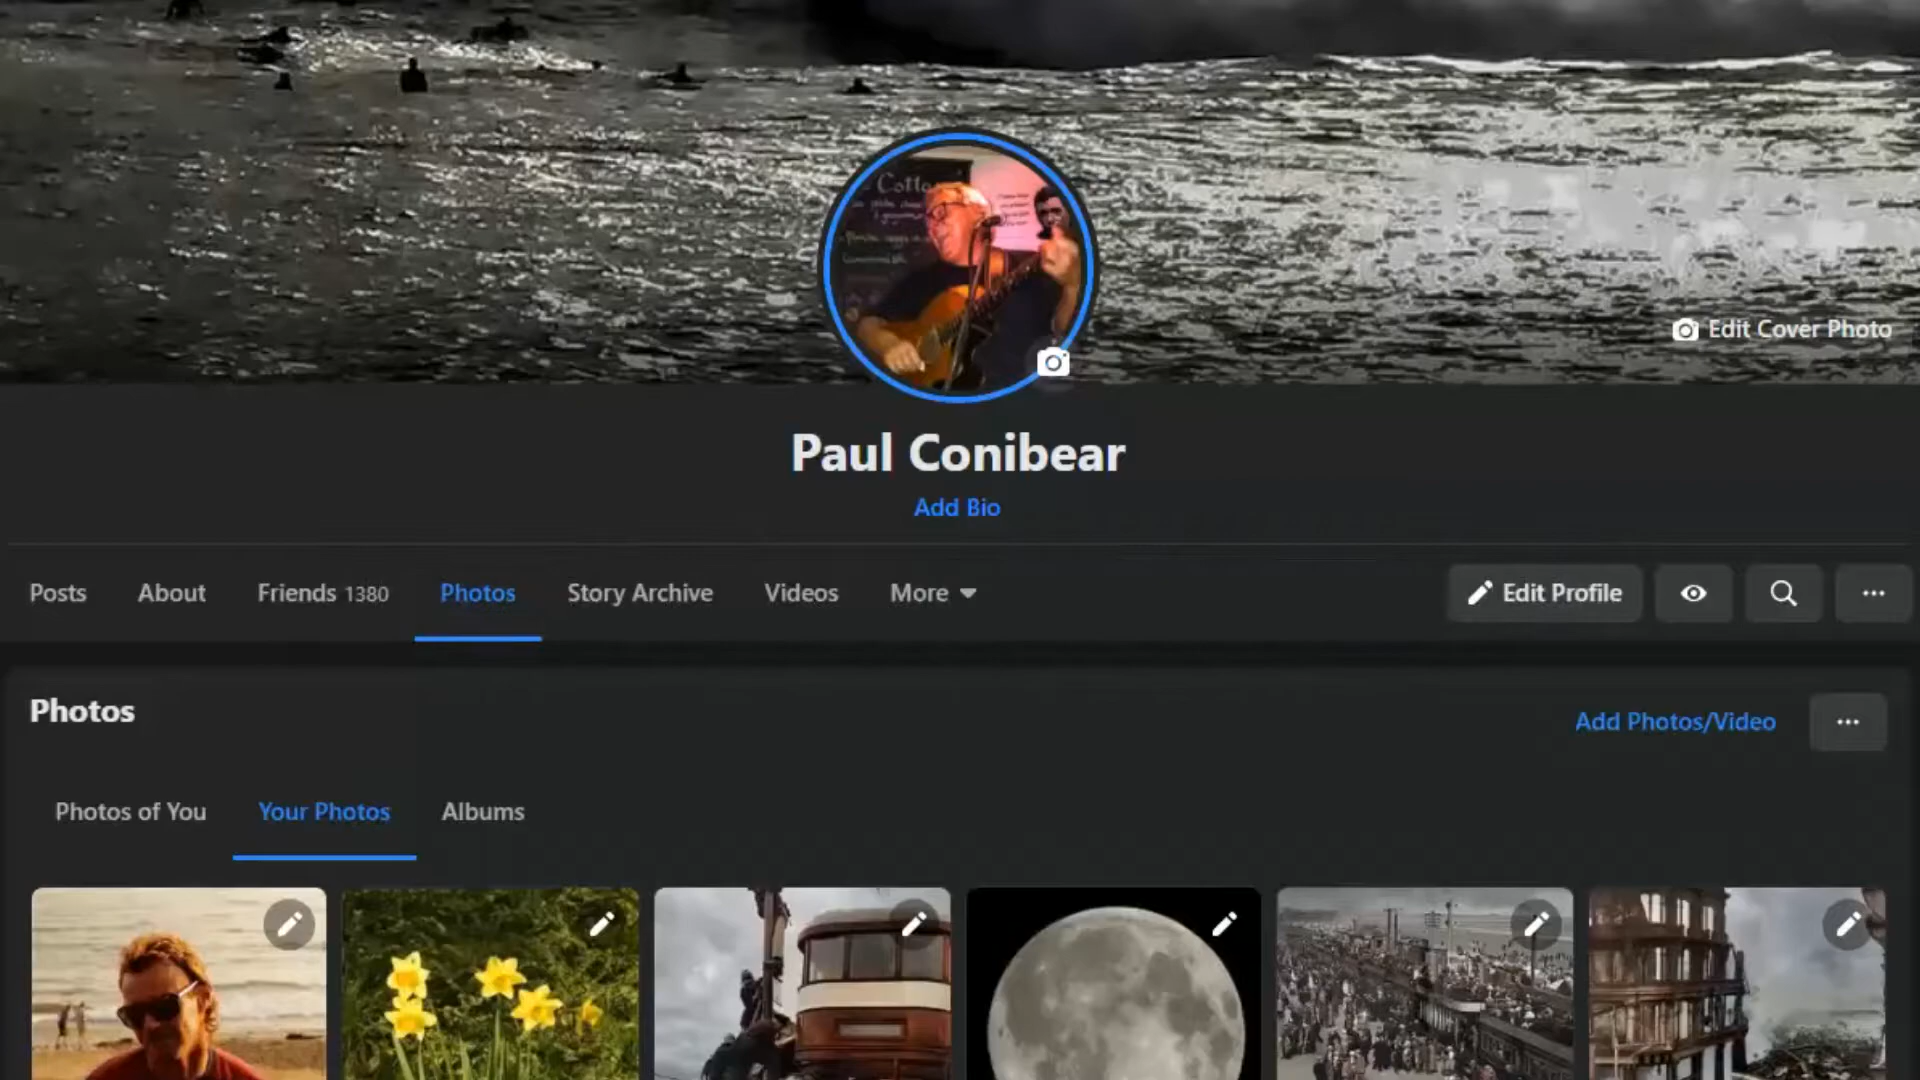 Cotta
Edit Cover Photo
Paul Conibear
Add Bio
Posts About Friends 1380 Photos Story Archive Videos More Edit Profile ...
Photos
Add Photos/Video ...
Photos of You Your Photos Albums